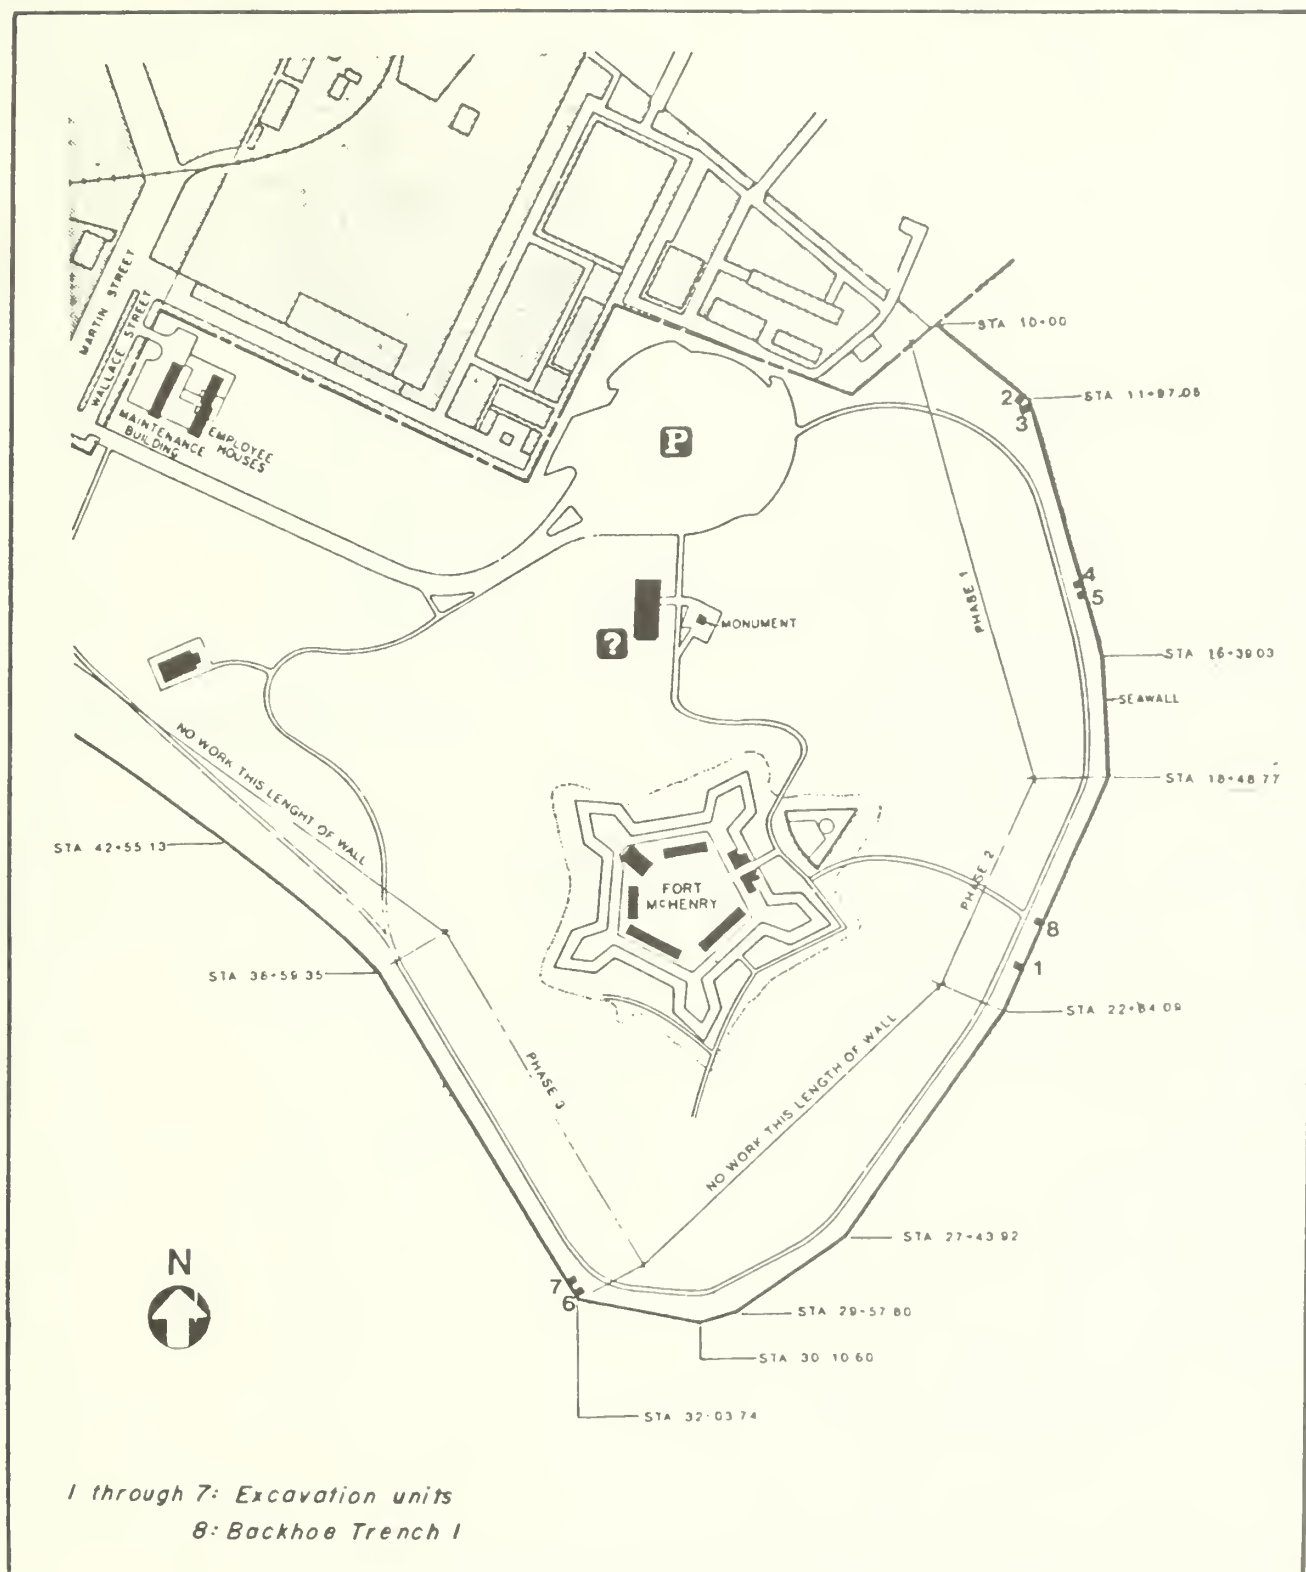 STA 10+00
MARTIN STREET
WALLACE STREET
2
3
STA 11+97.05
P
MAINTENANCE
BUILDING
EMPLOYEE
HOUSES
4
5
PHASE 1
?
MONUMENT
STA 16+39.03
SEAWALL
NO WORK THIS LENGHT OF WALL
STA 18+48.77
STA 42+55.13
PHASE 2
FORT
McHENRY
8
1
STA 38+59.35
STA 22+84.09
PHASE 3
NO WORK THIS LENGTH OF WALL
STA 27+43.92
N
7
6
STA 29+57.80
STA 30 10.60
STA 32+03.74
1 through 7: Excavation units
8: Backhoe Trench 1